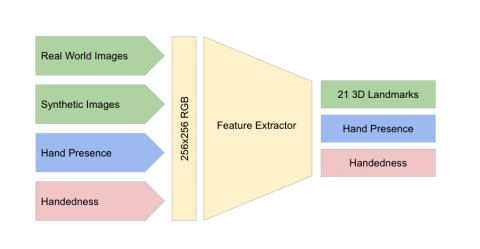 Real World Images
Synthetic Images
Hand Presence
Handedness
256x256 RGB
Feature Extractor
21 3D Landmarks
Hand Presence
Handedness